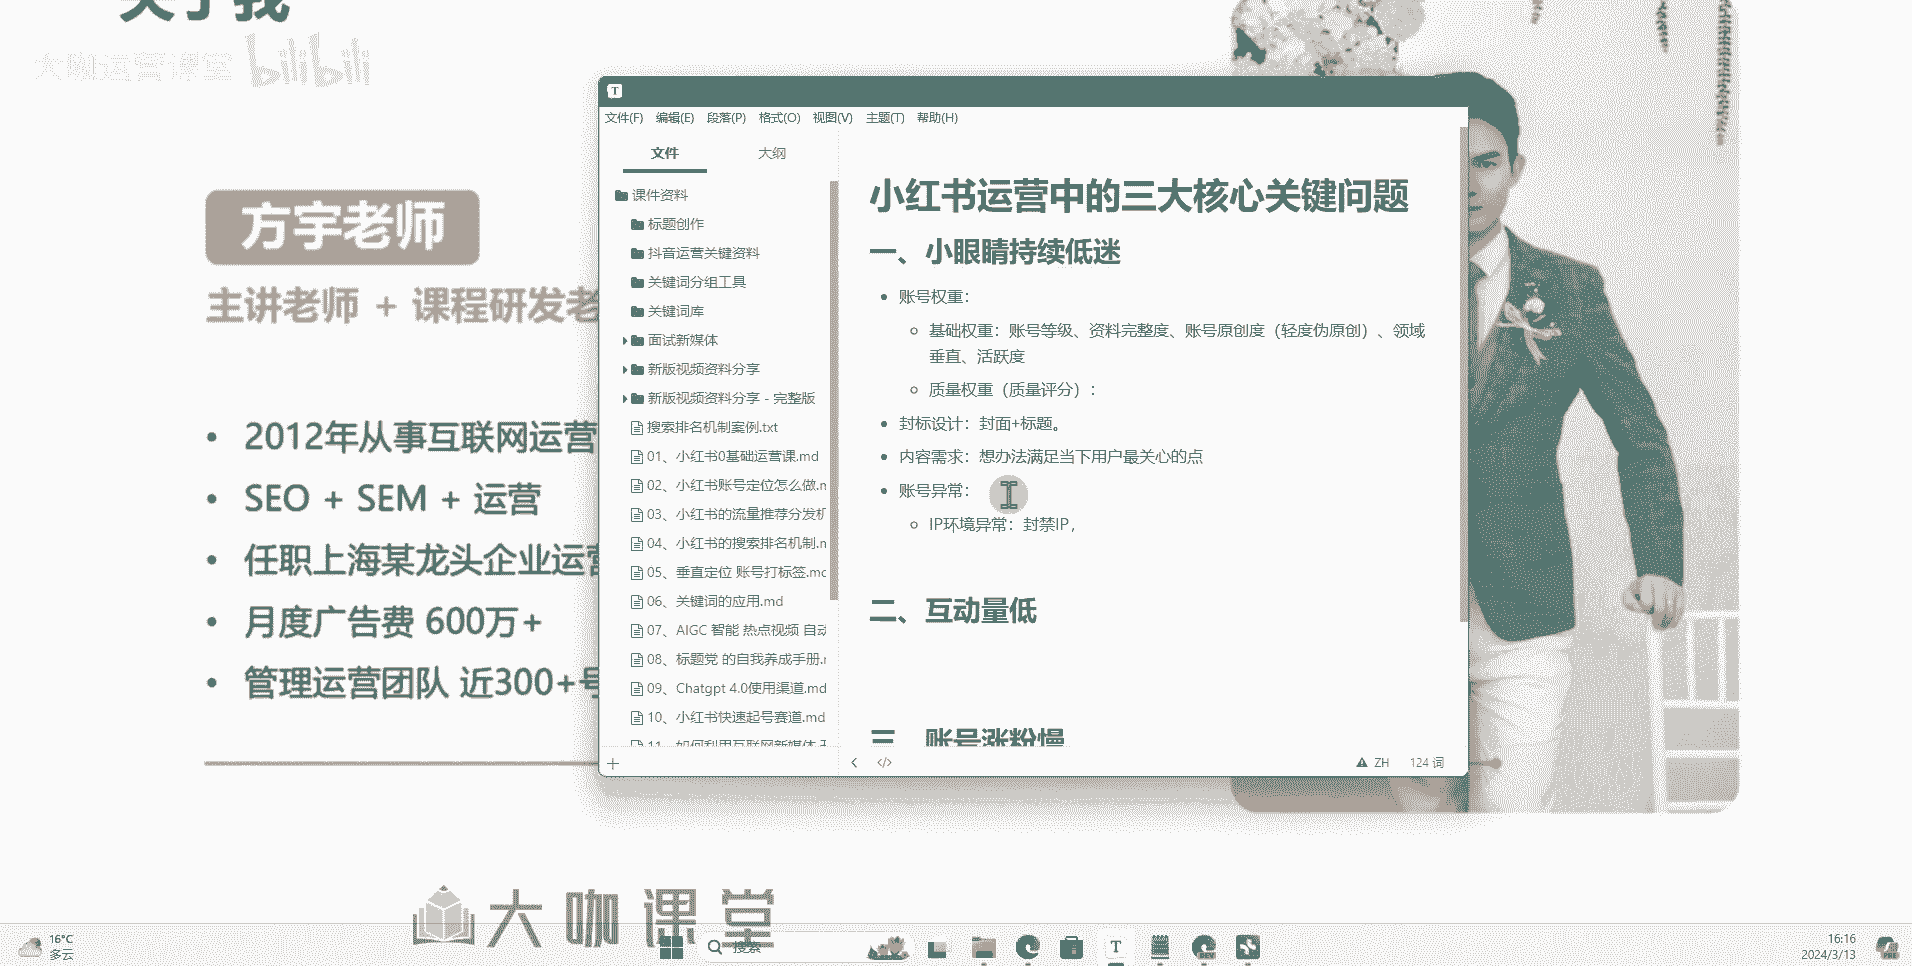 关于我
大咖运营课堂 bilibili
方宇老师
主讲老师 + 课程研发老
2012年从事互联网运营
SEO + SEM + 运营
任职上海某龙头企业运营
月度广告费 600万+
管理运营团队 近300+号
T
文件(F) 编辑(E) 段落(P) 格式(O) 视图(V) 主题(T) 帮助(H)
文件 大纲
课件资料
标题创作
抖音运营关键资料
关键词分组工具
关键词库
面试新媒体
新版视频资料分享
新版视频资料分享 - 完整版
搜索排名机制案例.txt
01、小红书0基础运营课.md
02、小红书账号定位怎么做.m
03、小红书的流量推荐分发机
04、小红书的搜索排名机制.m
05、垂直定位 账号打标签.md
06、关键词的应用.md
07、AIGC 智能 热点视频 自动
08、标题党 的自我养成手册.m
09、Chatgpt 4.0使用渠道.md
10、小红书快速起号赛道.md
11、如何利用互联网新媒体
小红书运营中的三大核心关键问题
一、小眼睛持续低迷
账号权重：
基础权重：账号等级、资料完整度、账号原创度（轻度伪原创）、领域
垂直、活跃度
质量权重（质量评分）：
封标设计：封面+标题。
内容需求：想办法满足当下用户最关心的点
账号异常：
IP环境异常：封禁IP，
二、互动量低
三、账号涨粉慢
ZH 124 词
大咖课堂
16°C
多云
搜索
T
DEV
16:16
2024/3/13
PRE